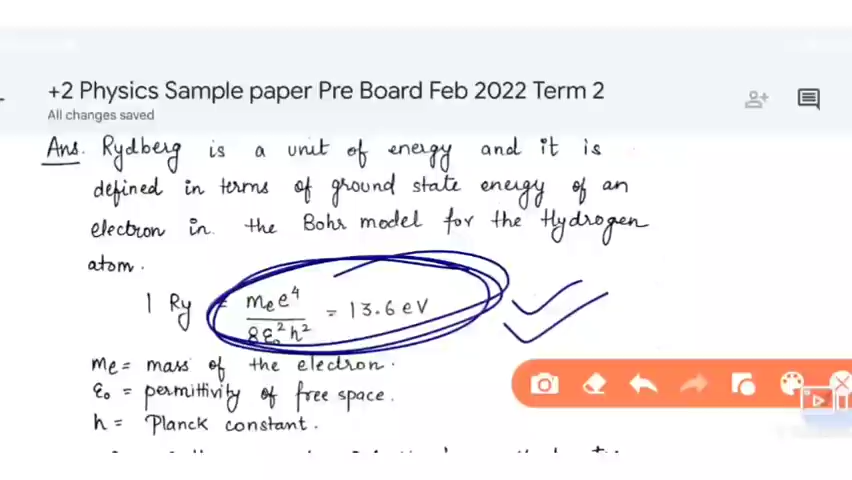 +2 Physics Sample paper Pre Board Feb 2022 Term 2
All changes saved
Ans. Rydberg is a unit of energy and it is
defined in terms of ground state energy of an
electron in the Bohr model for the Hydrogen
atom.
1 Ry = mₑe⁴ / 8ε₀²h² = 13.6 eV
me = mass of the electron.
ε₀ = permittivity of free space.
h = Planck constant.